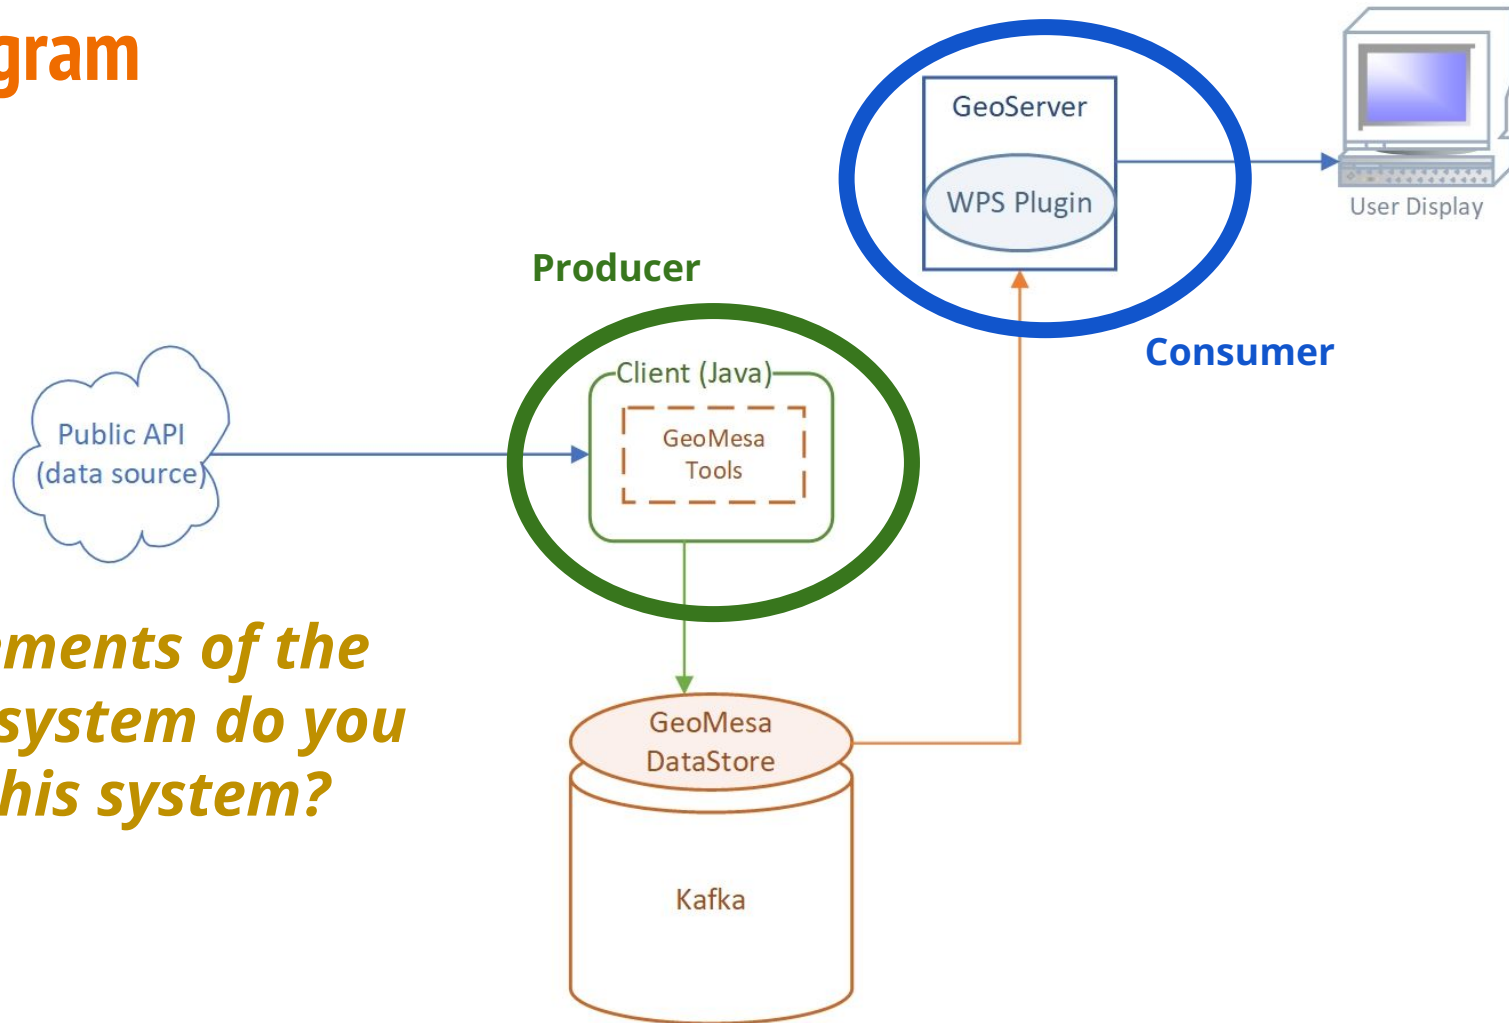 gram
GeoServer
WPS Plugin
User Display
Producer
Consumer
Client (Java)
GeoMesa
Tools
Public API
(data source)
ements of the
system do you
his system?
GeoMesa
DataStore
Kafka